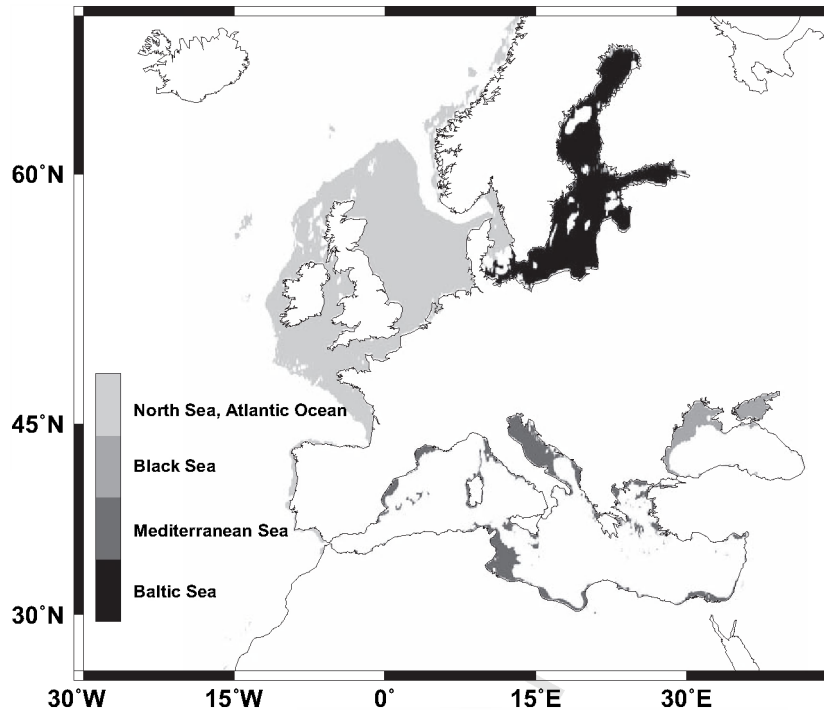 60°N
North Sea, Atlantic Ocean
45°N
Black Sea
Mediterranean Sea
Baltic Sea
30°N
30°W 15°W 0° 15°E 30°E